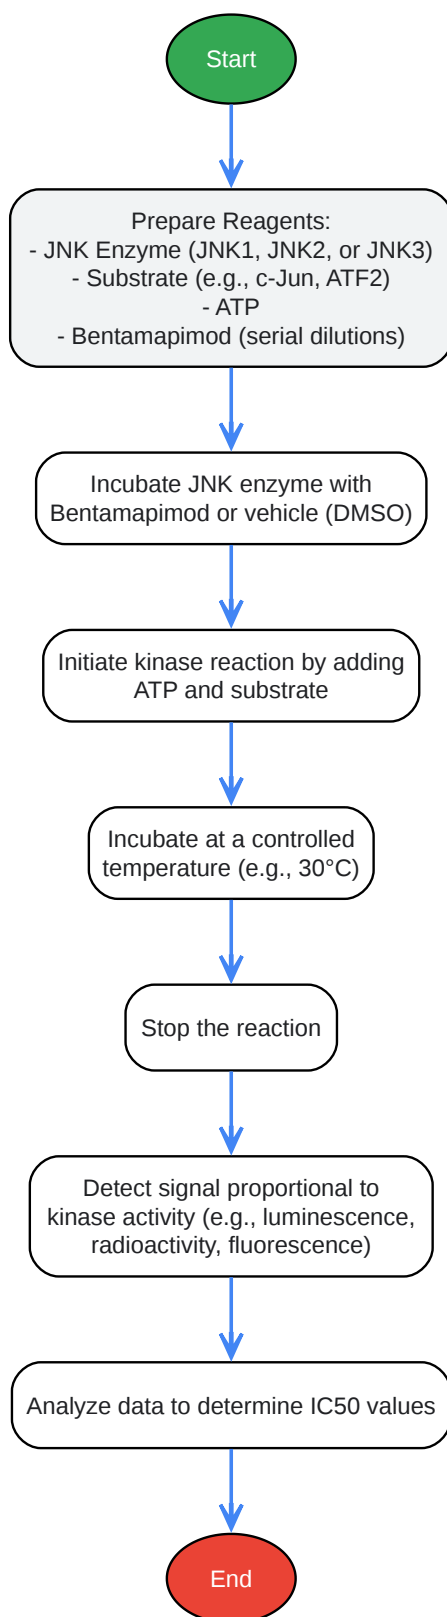 Start
Prepare Reagents:
- JNK Enzyme (JNK1, JNK2, or JNK3)
- Substrate (e.g., c-Jun, ATF2)
- ATP
- Bentamapimod (serial dilutions)
Incubate JNK enzyme with
Bentamapimod or vehicle (DMSO)
Initiate kinase reaction by adding
ATP and substrate
Incubate at a controlled
temperature (e.g., 30°C)
Stop the reaction
Detect signal proportional to
kinase activity (e.g., luminescence,
radioactivity, fluorescence)
Analyze data to determine IC50 values
End